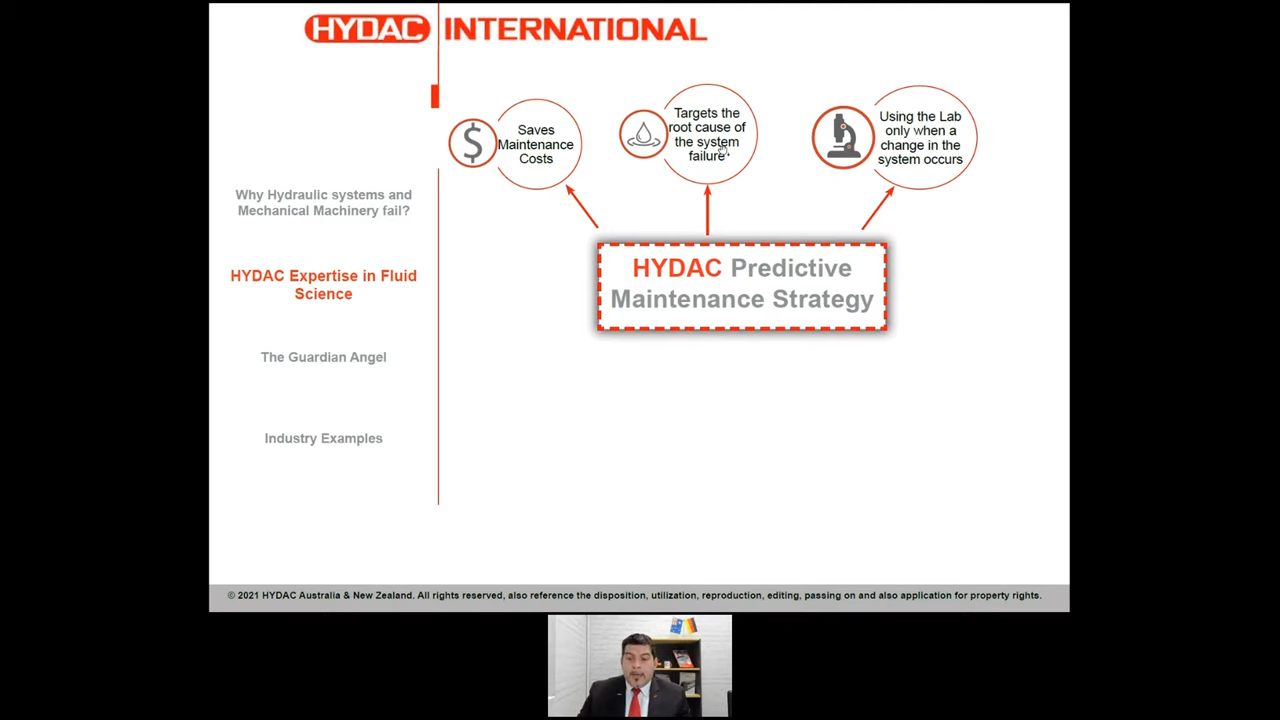 HYDAC INTERNATIONAL
Saves
Maintenance
Costs
Targets the
root cause of
the system
failure
Using the Lab
only when a
change in the
system occurs
Why Hydraulic systems and
Mechanical Machinery fail?
HYDAC Expertise in Fluid
Science
The Guardian Angel
Industry Examples
HYDAC Predictive
Maintenance Strategy
© 2021 HYDAC Australia & New Zealand. All rights reserved, also reference the disposition, utilization, reproduction, editing, passing on and also application for property rights.